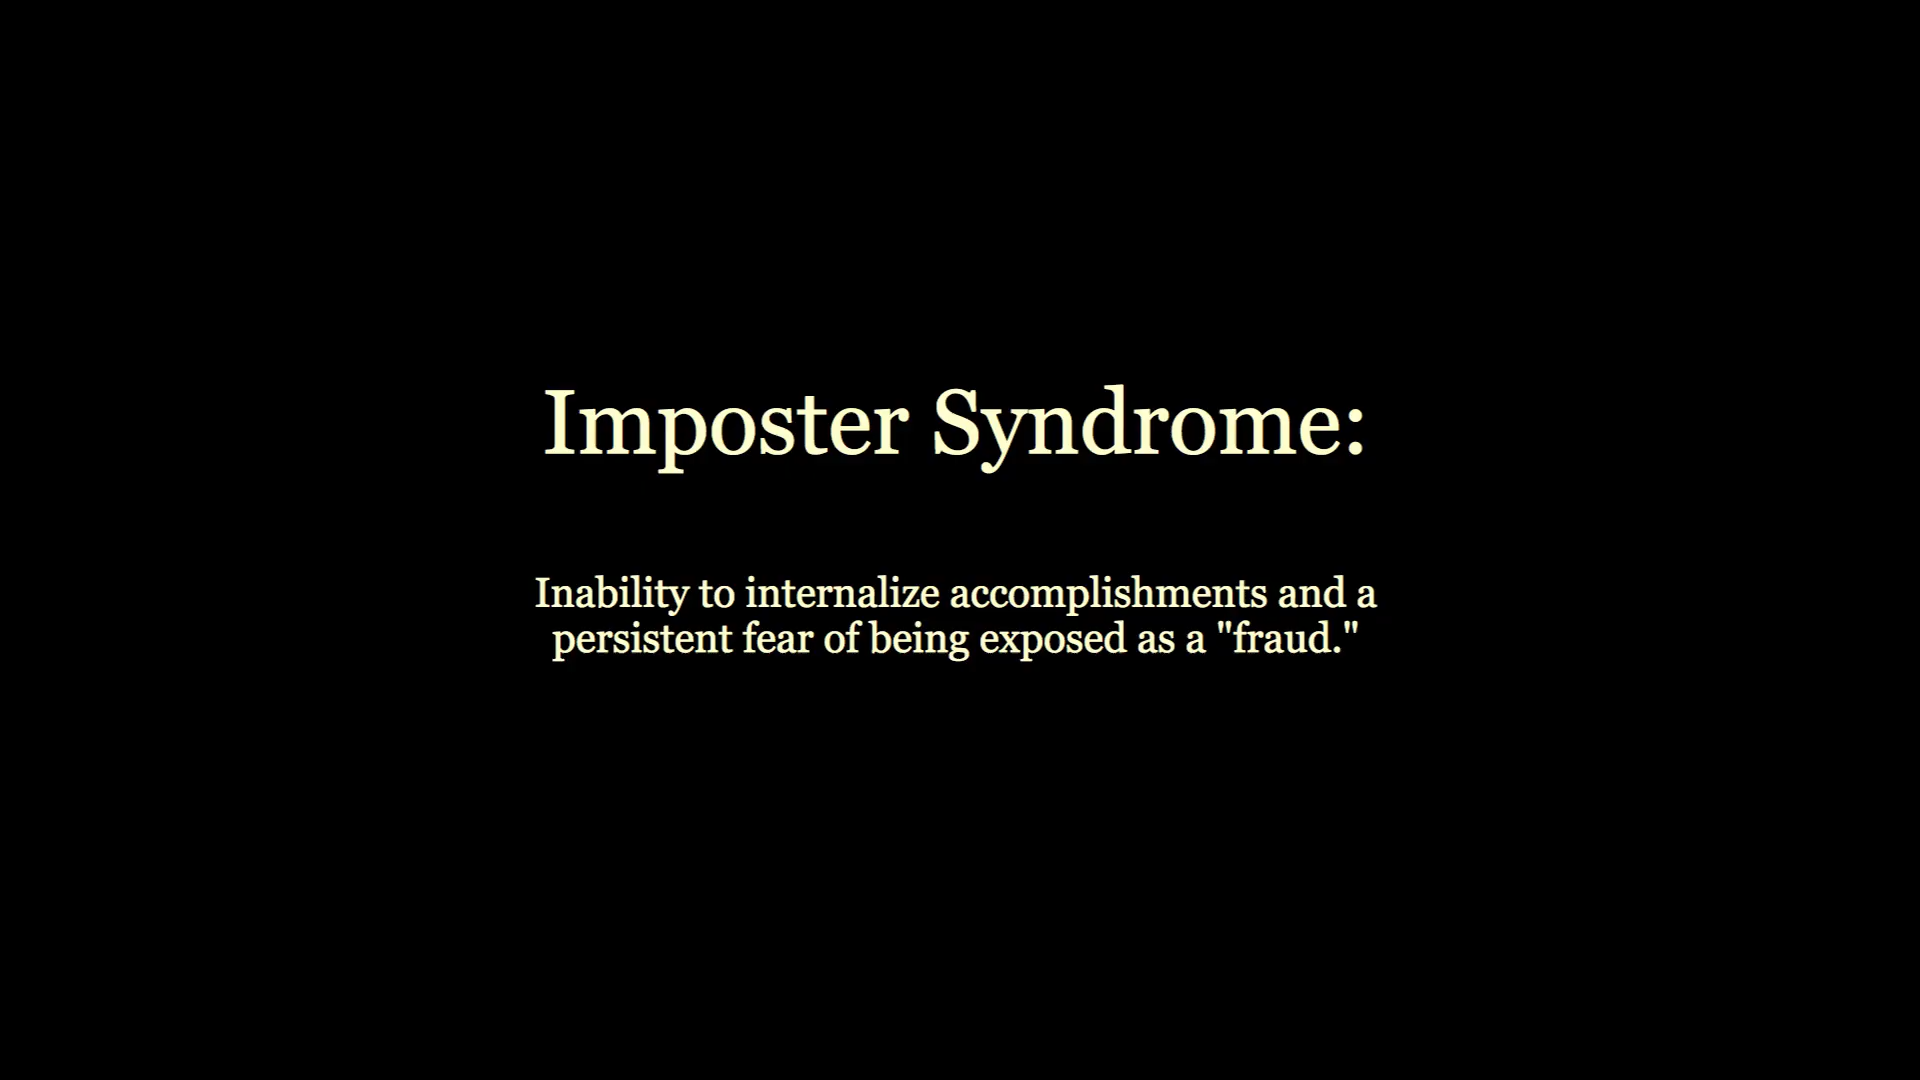 Imposter Syndrome:
Inability to internalize accomplishments and a
persistent fear of being exposed as a "fraud."